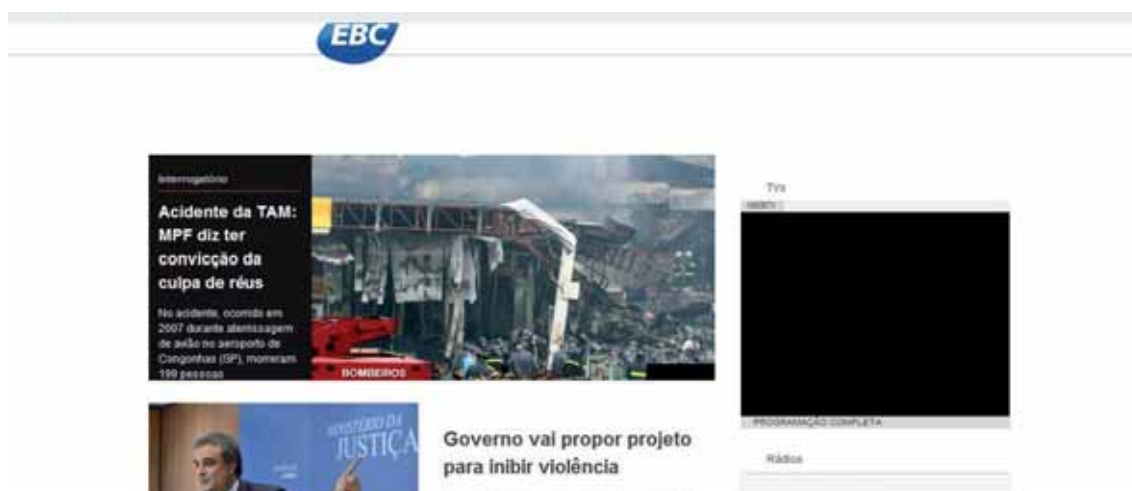 EBC
Interrogatório
Acidente da TAM:
MPF diz ter
convicção da
culpa de réus
No acidente, ocorrido em
2007 durante aterrissagem
de avião no aeroporto de
Congonhas (SP), morreram
199 pessoas
BOMBEIROS
TVs
WEBTV
PROGRAMAÇÃO COMPLETA
MINISTÉRIO DA
JUSTIÇA
Governo vai propor projeto
para inibir violência
Rádios